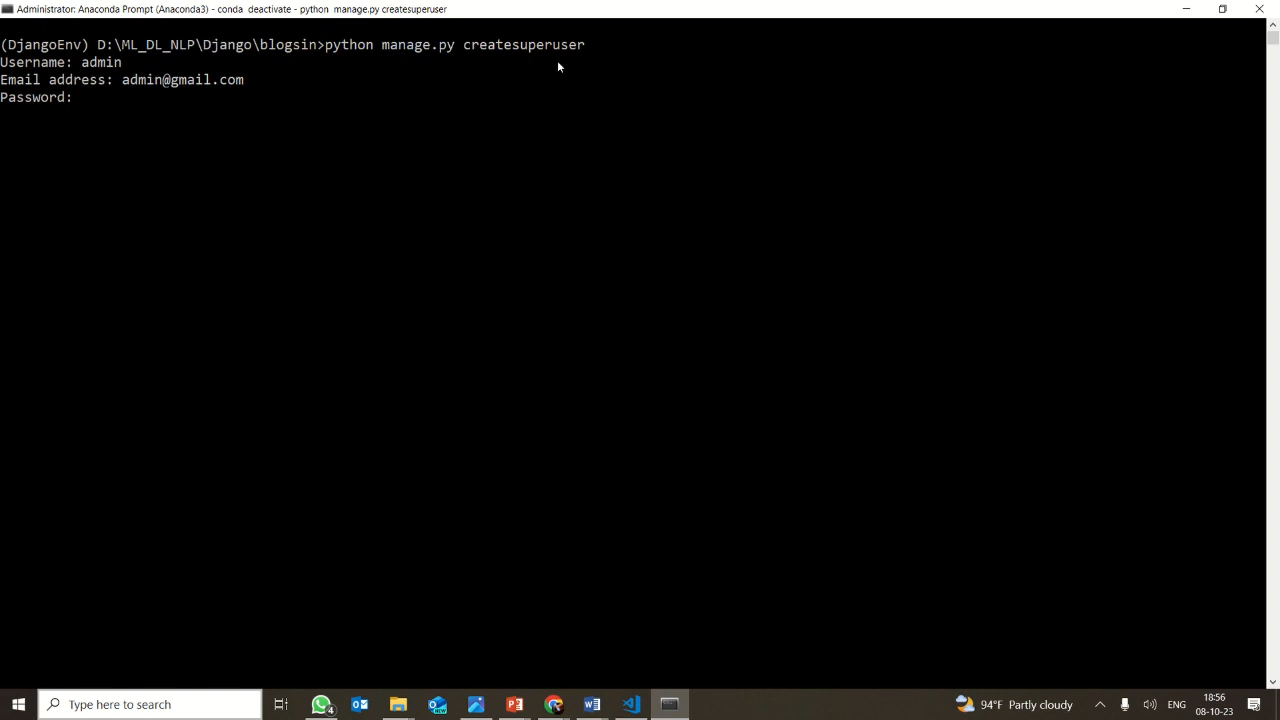 Administrator: Anaconda Prompt (Anaconda3) - conda deactivate - python manage.py createsuperuser
(DjangoEnv) D:\ML_DL_NLP\Django\blogsin>python manage.py createsuperuser
Username: admin
Email address: admin@gmail.com
Password:
Type here to search
4
NEW
94°F Partly cloudy
ENG
18:56
08-10-23